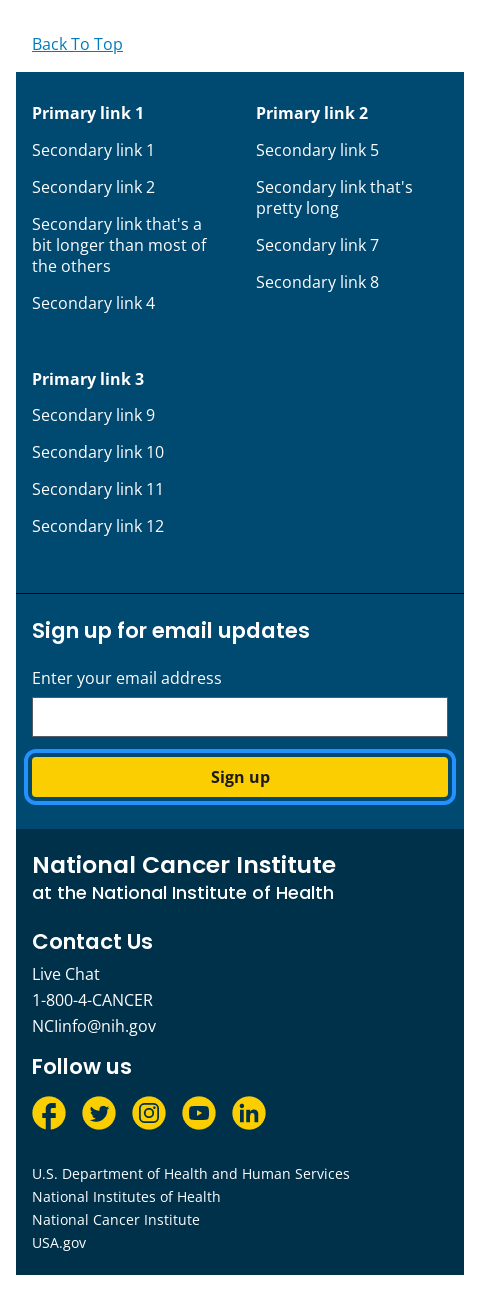 Back To Top
Primary link 1
Secondary link 1
Secondary link 2
Secondary link that's a
bit longer than most of
the others
Secondary link 4
Primary link 2
Secondary link 5
Secondary link that's
pretty long
Secondary link 7
Secondary link 8
Primary link 3
Secondary link 9
Secondary link 10
Secondary link 11
Secondary link 12
Sign up for email updates
Enter your email address
Sign up
National Cancer Institute
at the National Institute of Health
Contact Us
Live Chat
1-800-4-CANCER
NCIinfo@nih.gov
Follow us
U.S. Department of Health and Human Services
National Institutes of Health
National Cancer Institute
USA.gov